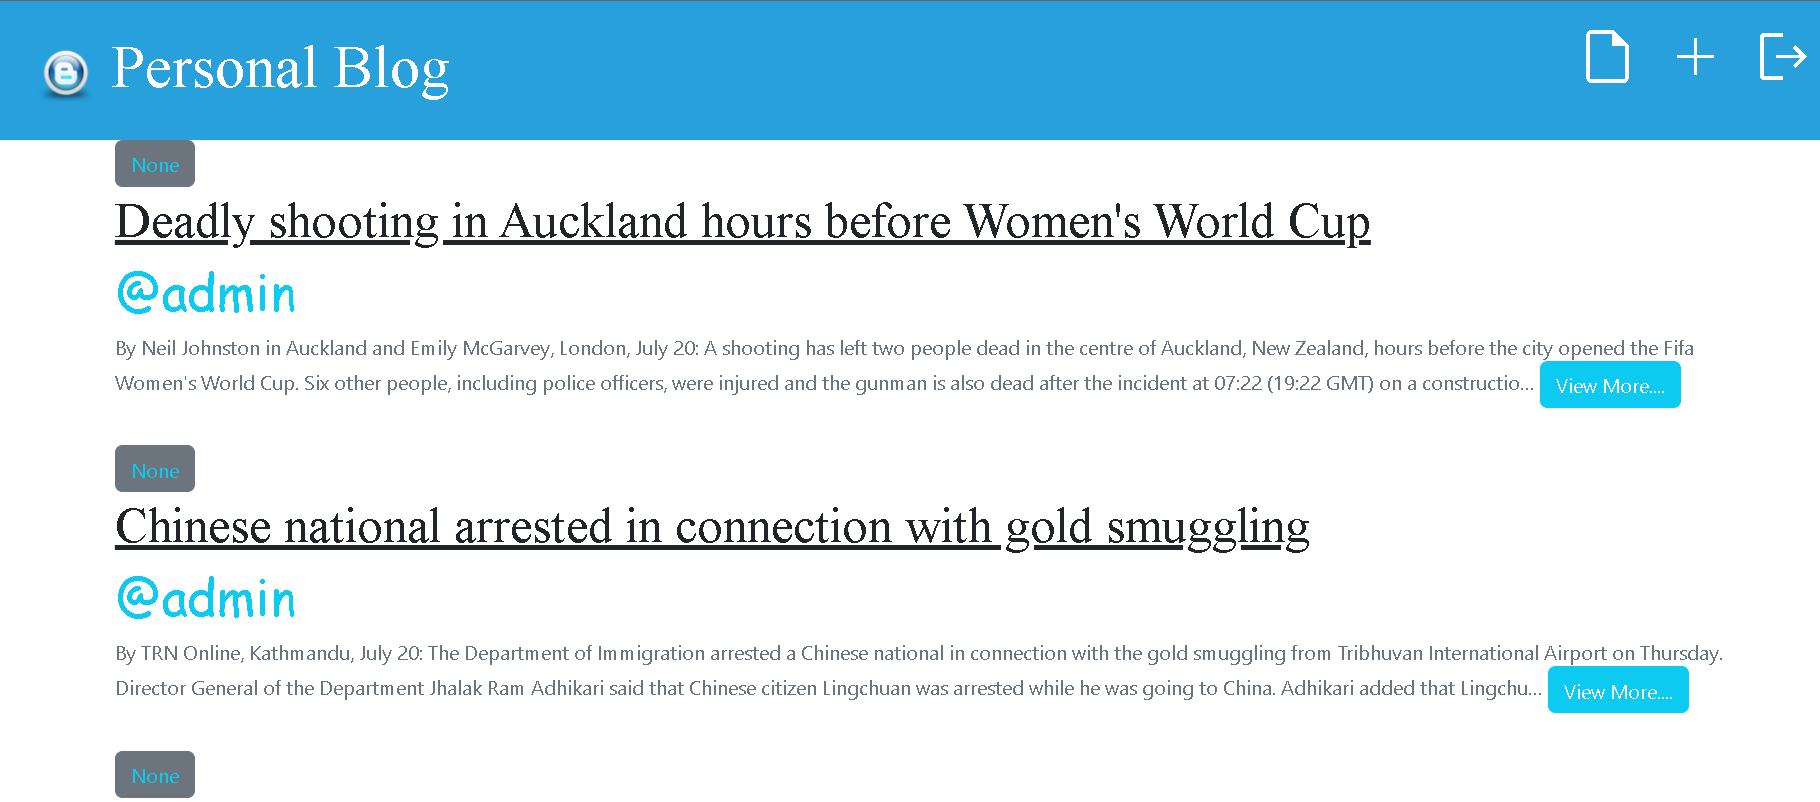 Personal Blog
None
Deadly shooting in Auckland hours before Women's World Cup
@admin
By Neil Johnston in Auckland and Emily McGarvey, London, July 20: A shooting has left two people dead in the centre of Auckland, New Zealand, hours before the city opened the Fifa
Women's World Cup. Six other people, including police officers, were injured and the gunman is also dead after the incident at 07:22 (19:22 GMT) on a constructio... View More....
None
Chinese national arrested in connection with gold smuggling
@admin
By TRN Online, Kathmandu, July 20: The Department of Immigration arrested a Chinese national in connection with the gold smuggling from Tribhuvan International Airport on Thursday.
Director General of the Department Jhalak Ram Adhikari said that Chinese citizen Lingchuan was arrested while he was going to China. Adhikari added that Lingchu... View More....
None